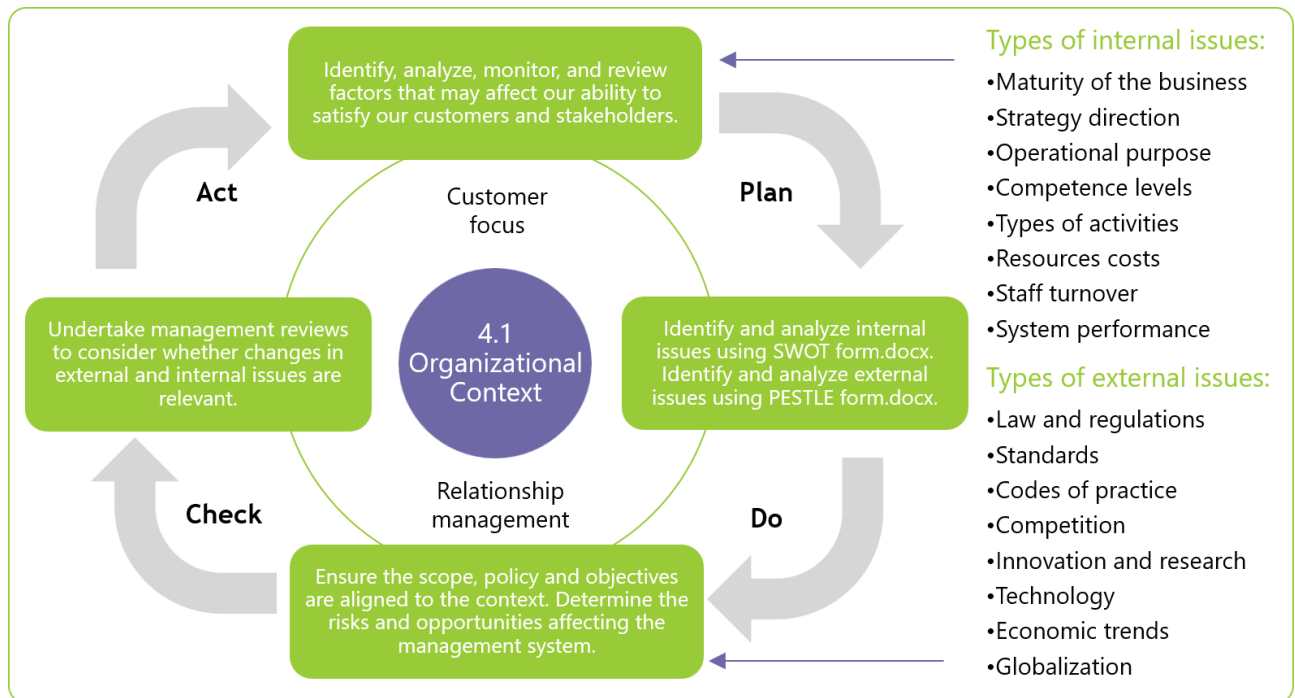 Identify, analyze, monitor, and review
factors that may affect our ability to
satisfy our customers and stakeholders.
Act
Plan
Customer
focus
Undertake management reviews
to consider whether changes in
external and internal issues are
relevant.
4.1
Organizational
Context
Identify and analyze internal
issues using SWOT form.docx.
Identify and analyze external
issues using PESTLE form.docx.
Relationship
management
Check
Do
Ensure the scope, policy and objectives
are aligned to the context. Determine the
risks and opportunities affecting the
management system.
Types of internal issues:
•Maturity of the business
•Strategy direction
•Operational purpose
•Competence levels
•Types of activities
•Resources costs
•Staff turnover
•System performance
Types of external issues:
•Law and regulations
•Standards
•Codes of practice
•Competition
•Innovation and research
•Technology
•Economic trends
•Globalization